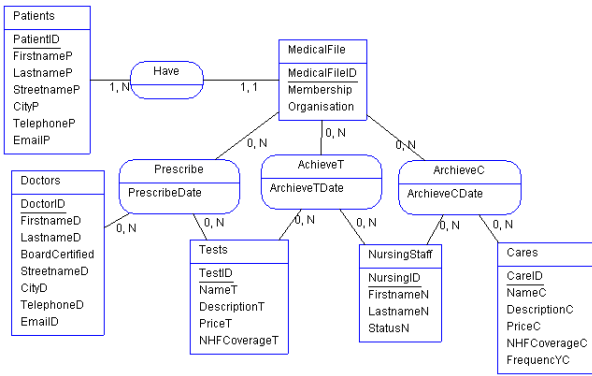 Patients
PatientID
FirstnameP
LastnameP
StreetnameP
CityP
TelephoneP
EmailP
Have
1, N
1, 1
MedicalFile
MedicalFileID
Membership
Organisation
0, N
0, N
0, N
Prescribe
PrescribeDate
AchieveT
ArchieveTDate
ArchieveC
ArchieveCDate
0, N
0, N
0, N
0, N
0, N
0, N
Doctors
DoctorID
FirstnameD
LastnameD
BoardCertified
StreetnameD
CityD
TelephoneD
EmailD
Tests
TestID
NameT
DescriptionT
PriceT
NHFCoverageT
NursingStaff
NursingID
FirstnameN
LastnameN
StatusN
Cares
CareID
NameC
DescriptionC
PriceC
NHFCoverageC
FrequencYC